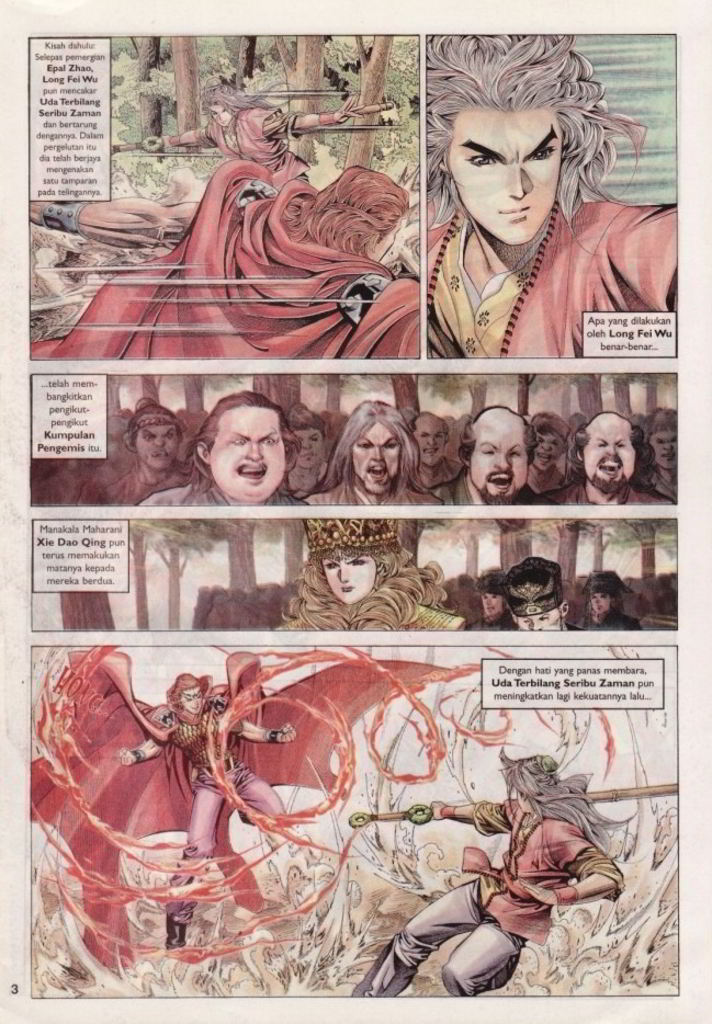 Kisah dahulu:
Selepas pemergian
Epal Zhao,
Long Fei Wu
pun mencakar
Uda Terbilang
Seribu Zaman
dan bertarung
dengannya. Dalam
pergelutan itu
dia telah berjaya
mengenakan
satu tamparan
pada telingannya.
Apa yang dilakukan
oleh Long Fei Wu
benar-benar...
...telah mem-
bangkitkan
pengikut-
pengikut
Kumpulan
Pengemis itu.
Manakala Maharani
Xie Dao Qing pun
terus memakukan
matanya kepada
mereka berdua.
Dengan hati yang panas membara,
Uda Terbilang Seribu Zaman pun
meningkatkan lagi kekuatannya lalu...
3